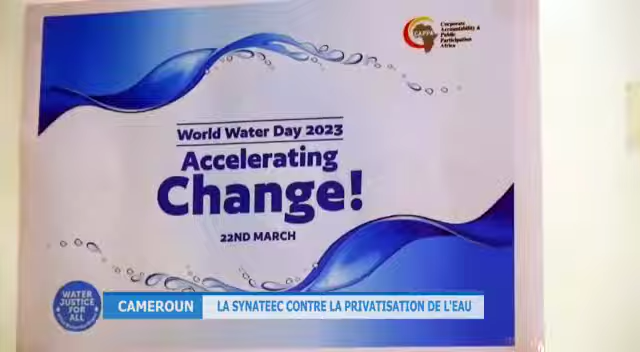 CAPPA
Corporate
Accountability &
Public
Participation
Africa
World Water Day 2023
Accelerating
Change!
22ND MARCH
WATER
JUSTICE
FOR
ALL
CAMEROUN
LA SYNATEEC CONTRE LA PRIVATISATION DE L'EAU